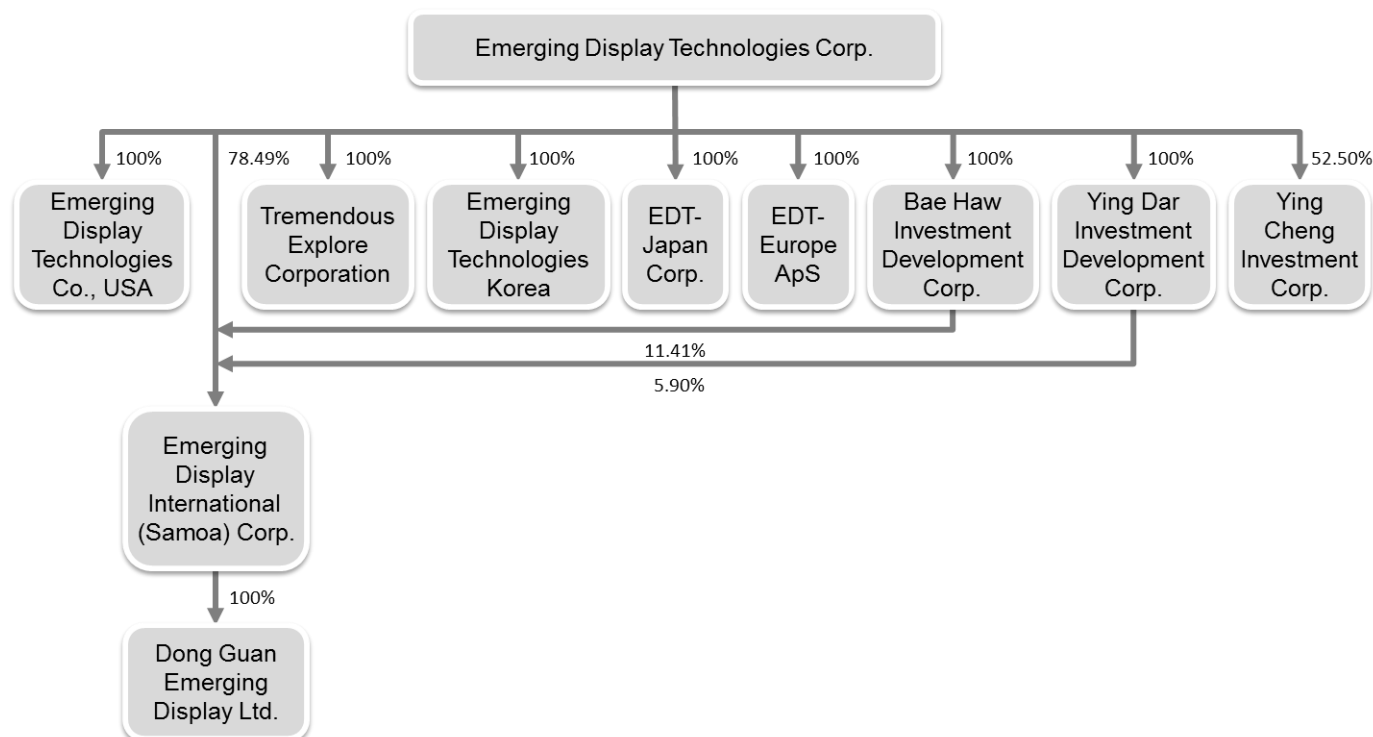 Emerging Display Technologies Corp.
100%
78.49%
100%
100%
100%
100%
100%
100%
52.50%
Emerging
Display
Technologies
Co., USA
Tremendous
Explore
Corporation
Emerging
Display
Technologies
Korea
EDT-
Japan
Corp.
EDT-
Europe
ApS
Bae Haw
Investment
Development
Corp.
Ying Dar
Investment
Development
Corp.
Ying
Cheng
Investment
Corp.
11.41%
5.90%
Emerging
Display
International
(Samoa) Corp.
100%
Dong Guan
Emerging
Display Ltd.